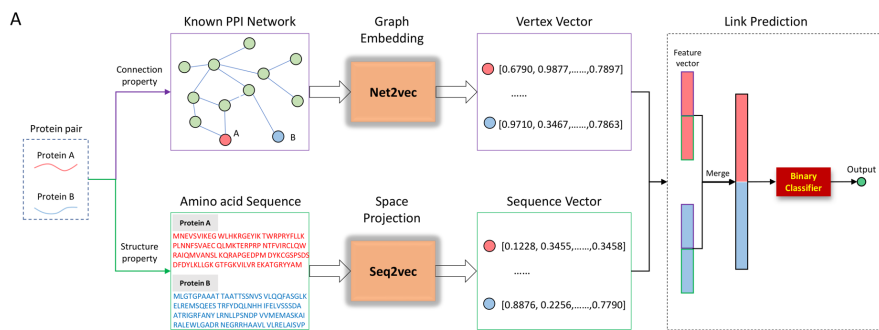 A
Known PPI Network
Graph
Embedding
Vertex Vector
Link Prediction
Connection
property
A
B
Net2vec
[0.6790, 0.9877,......,0.7897]
......
[0.9710, 0.3467,......,0.7863]
Feature
vector
Protein pair
Protein A
Protein B
Merge
Binary
Classifier
Output
Amino acid Sequence
Space
Projection
Sequence Vector
Structure
property
Protein A
MNEVSVIKEG WLHKRGEYIK TWRPRYFLLK
PLNNFSVAEC QLMKTERPRP NTFVIRCLQW
RAIQMVANSLK QRAPGEDPM DYKCGSPSDS
DFDYLKLLGK GTFGKVILVR EKATGRYYAM
Protein B
MLGTGPAAAT TAATTSSNVS VLQQFASGLK
ELREMSQEES TRFYDQLNHH IFELVSSSDA
ATRIGRFANY LRNLLPSNDP VVMEMASKAI
RALEWLGADR NEGRRHAAVL VLRELAISVP
Seq2vec
[0.1228, 0.3455,......,0.3458]
......
[0.8876, 0.2256,......,0.7790]